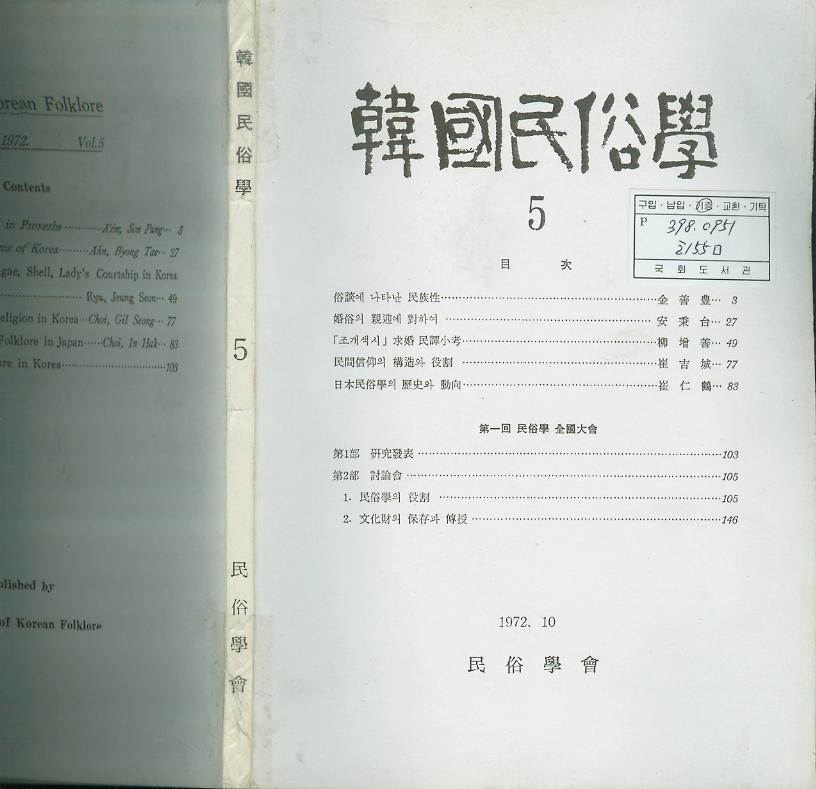 orean Folklore
1972. Vol.5
Contents
in Proverbs Kim, Son Pung 3
of Korea Ahn, Byong Tae 27
gae, Shell, Lady's Courtship in Korea
Ryu, Jeung Seon 49
eligion in Korea Choi, Gil Seong 77
Folklore in Japan Choi, In Hak 83
ore in Korea 103
blished by
of Korean Folklore
韓國民俗學
5
民俗學會
韓國民俗學
5
구입·납입·기증·교환·기탁
P 398.0951
ㄹ155ㅁ
국회도서관
目 次
俗談에 나타난 民族性 金善豊 3
婚俗의 親迎에 對하여 安秉台 27
「조개색시」求婚 民譚小考 柳增善 49
民間信仰의 構造와 役割 崔吉城 77
日本民俗學의 歷史와 動向 崔仁鶴 83
第一回 民俗學 全國大會
第1部 硏究發表 103
第2部 討論會 105
1. 民俗學의 役割 105
2. 文化財의 保存과 傳授 146
1972. 10
民俗學會